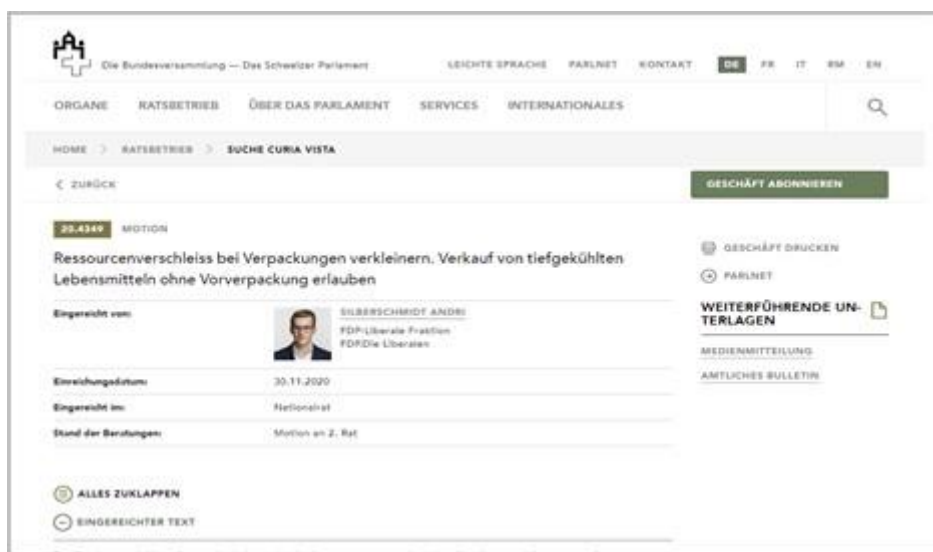 Die Bundesversammlung — Das Schweizer Parlament
LEICHTE SPRACHE PARLNET KONTAKT DE FR IT RM EN
ORGANE RATSBETRIEB ÜBER DAS PARLAMENT SERVICES INTERNATIONALES
HOME > RATSBETRIEB > SUCHE CURIA VISTA
< ZURÜCK
GESCHÄFT ABONNIEREN
20.4349 MOTION
Ressourcenverschleiss bei Verpackungen verkleinern. Verkauf von tiefgekühlten
Lebensmitteln ohne Vorverpackung erlauben
Eingereicht von: SILBERSCHMIDT ANDRI
FDP-Liberale Fraktion
FDP.Die Liberalen
Einreichungsdatum: 30.11.2020
Eingereicht im: Nationalrat
Stand der Beratungen: Motion an 2. Rat
ALLES ZUKLAPPEN
EINGEREICHTER TEXT
GESCHÄFT DRUCKEN
PARLNET
WEITERFÜHRENDE UN-
TERLAGEN
MEDIENMITTEILUNG
AMTLICHES BULLETIN